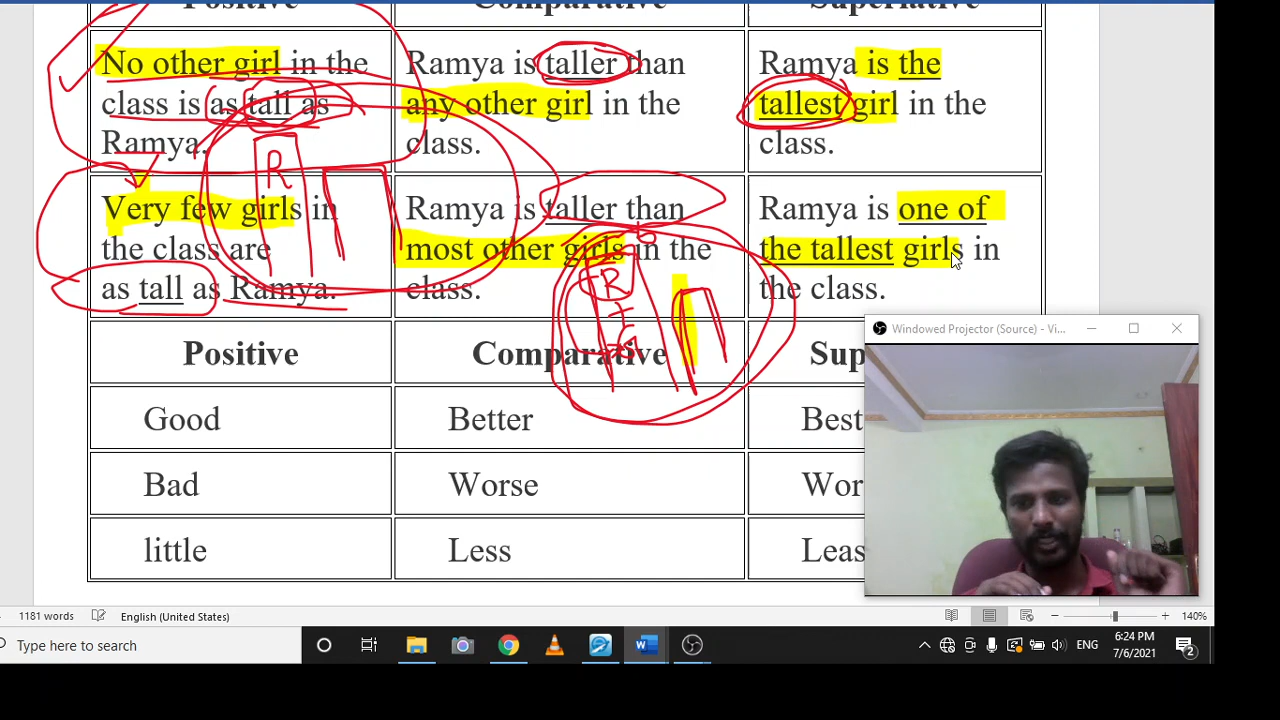 Positive
Comparative
Superlative
No other girl in the
class is as tall as
Ramya.
Ramya is taller than
any other girl in the
class.
Ramya is the
tallest girl in the
class.
R
Very few girls in
the class are
as tall as Ramya.
Ramya is taller than
most other girls in the
class.
Ramya is one of
the tallest girls in
the class.
R
+
Positive
Comparative
Sup
Good
Better
Best
Bad
Worse
Wor
little
Less
Leas
Windowed Projector (Source) - Vi...
1181 words
English (United States)
140%
Type here to search
ENG
6:24 PM
7/6/2021
2